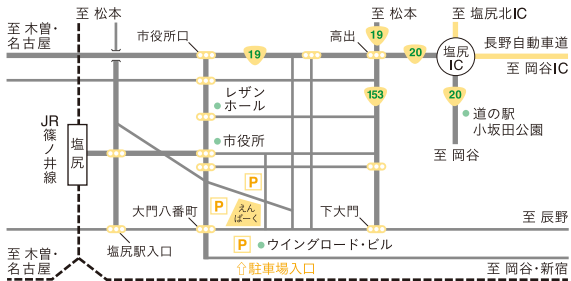 至 松本
至 松本
至 塩尻北IC
至 木曽・
名古屋
市役所口
高出
19
19
20
塩尻
IC
長野自動車道
至 岡谷IC
レザン
ホール
153
20
道の駅
小坂田公園
JR
篠ノ井線
塩尻
市役所
至 岡谷
P
P
えん
ぱーく
大門八番町
下大門
至 辰野
塩尻駅入口
P
ウイングロード・ビル
至 木曽・
名古屋
⇧駐車場入口
至 岡谷・新宿